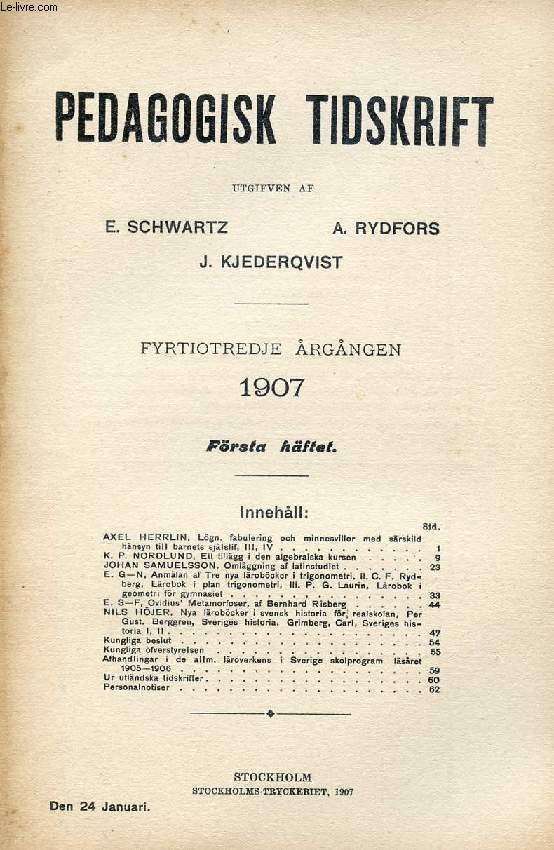 Le-livre.com
PEDAGOGISK TIDSKRIFT
UTGIFVEN AF
E. SCHWARTZ A. RYDFORS
J. KJEDERQVIST
FYRTIOTREDJE ÅRGÅNGEN
1907
Första häftet.
Innehåll:
Sid.
AXEL HERRLIN, Lögn, fabulering och minnesvillor med särskild
hänsyn till barnets själslif, III, IV . . . . . . . . . . . . 1
K. P. NORDLUND, Ett tillägg i den algebraiska kursen . . . . . 9
JOHAN SAMUELSSON, Omläggning af latinstudiet . . . . . . . 23
E. G—N, Anmälan af Tre nya läroböcker i trigonometri. II. C. F. Ryd-
berg, Lärobok i plan trigonometri. III. P. G. Laurin, Lärobok i
geometri för gymnasiet . . . . . . . . . . . . . . . . 33
E. S—F, Ovidius' Metamorfoser, af Bernhard Risberg . . . . . 44
NILS HÖJER, Nya läroböcker i svensk historia för realskolan, Per
Gust. Berggren, Sveriges historia. Grimberg, Carl, Sveriges his-
toria I, II . . . . . . . . . . . . . . . . . . . . . 47
Kungliga beslut . . . . . . . . . . . . . . . . . . . . 54
Kungliga öfverstyrelsen . . . . . . . . . . . . . . . . . 55
Afhandlingar i de allm. läroverkens i Sverige skolprogram läsåret
1905—1906 . . . . . . . . . . . . . . . . . . . . . 59
Ur utländska tidskrifter . . . . . . . . . . . . . . . . . 60
Personalnotiser . . . . . . . . . . . . . . . . . . . . 62
STOCKHOLM
STOCKHOLMS-TRYCKERIET, 1907
Den 24 Januari.